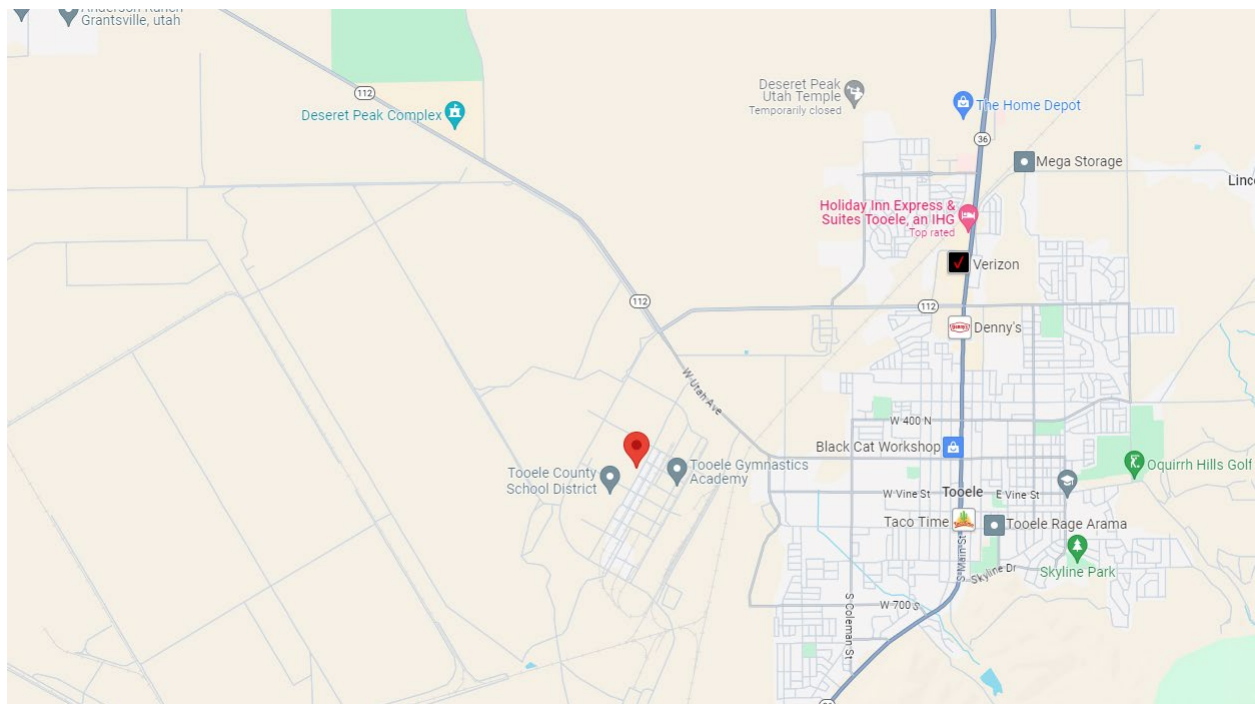 Grantsville, utah
112
Deseret Peak Complex
Deseret Peak
Utah Temple
Temporarily closed
The Home Depot
36
Mega Storage
Holiday Inn Express &
Suites Tooele, an IHG
Top rated
Verizon
112
112
Denny's
W Utah Ave
W 400 N
Black Cat Workshop
Oquirrh Hills Golf
Tooele County
School District
Tooele Gymnastics
Academy
W Vine St
Tooele
E Vine St
Taco Time
Tooele Rage Arama
S Main St
Skyline Dr
Skyline Park
W 700 S
S Coleman St